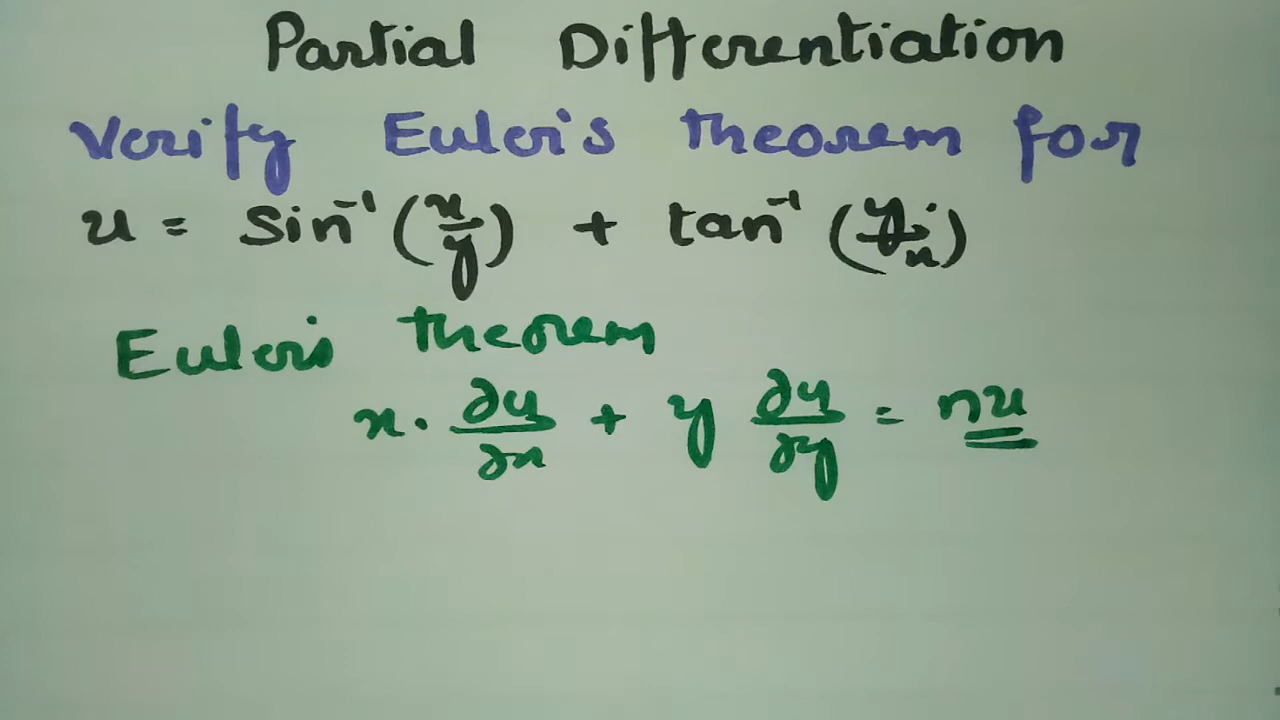 Partial Differentiation
Verify Euler's theorem for
u = sin⁻¹ (x/y) + tan⁻¹ (y/x)
Euler's theorem
x. ∂u/∂x + y ∂u/∂y = nu